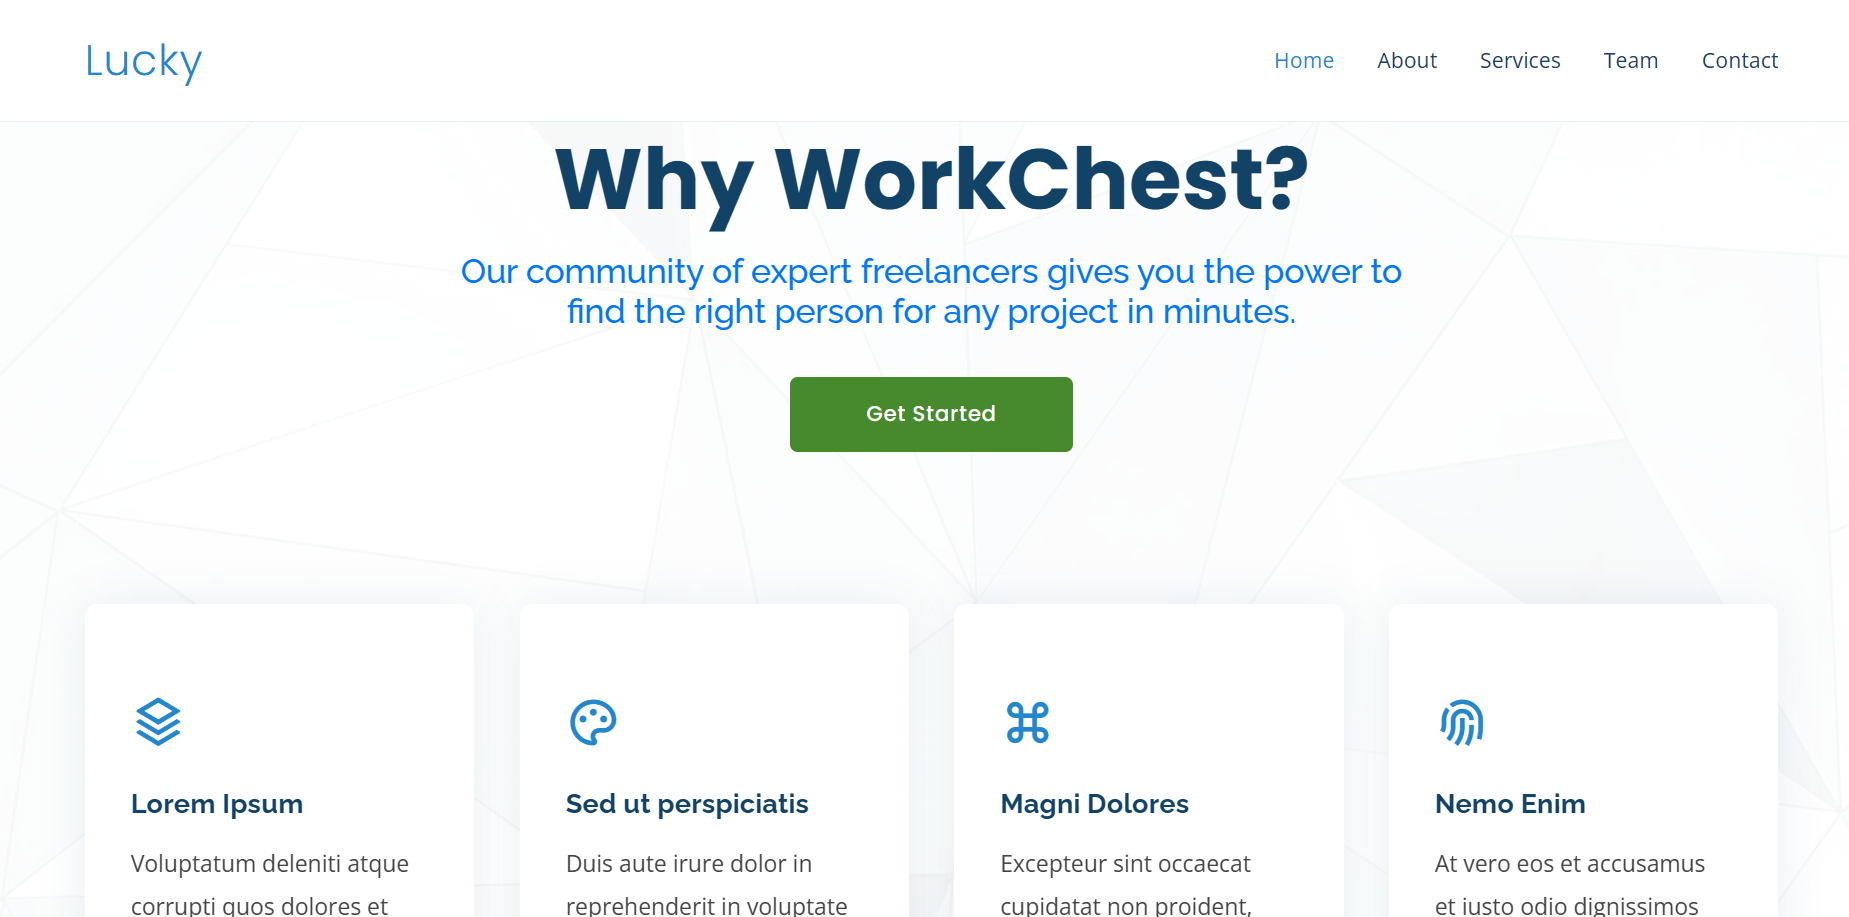 Lucky
Home About Services Team Contact
Why WorkChest?
Our community of expert freelancers gives you the power to
find the right person for any project in minutes.
Get Started
Lorem Ipsum
Voluptatum deleniti atque
corrupti quos dolores et
Sed ut perspiciatis
Duis aute irure dolor in
reprehenderit in voluptate
Magni Dolores
Excepteur sint occaecat
cupidatat non proident,
Nemo Enim
At vero eos et accusamus
et iusto odio dignissimos